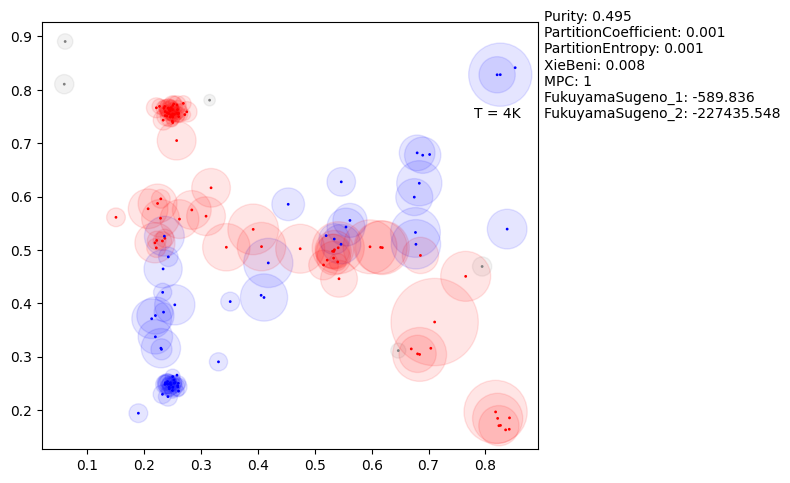 Purity: 0.495
PartitionCoefficient: 0.001
PartitionEntropy: 0.001
XieBeni: 0.008
MPC: 1
FukuyamaSugeno_1: -589.836
FukuyamaSugeno_2: -227435.548
T = 4K
0.9
0.8
0.7
0.6
0.5
0.4
0.3
0.2
0.1 0.2 0.3 0.4 0.5 0.6 0.7 0.8